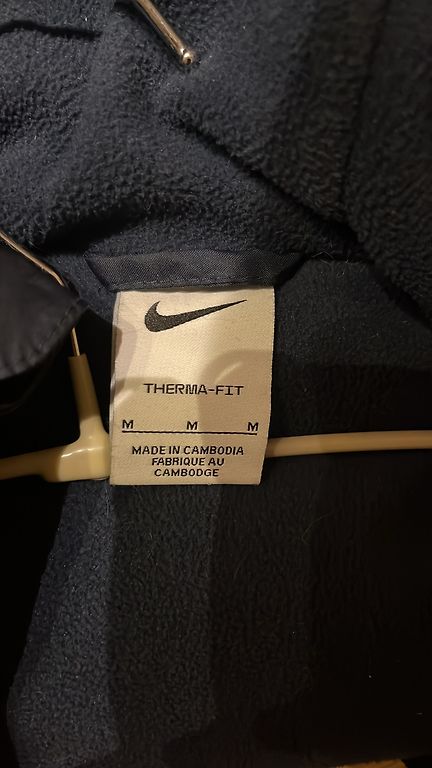 THERMA-FIT
M M M
MADE IN CAMBODIA
FABRIQUE AU
CAMBODGE